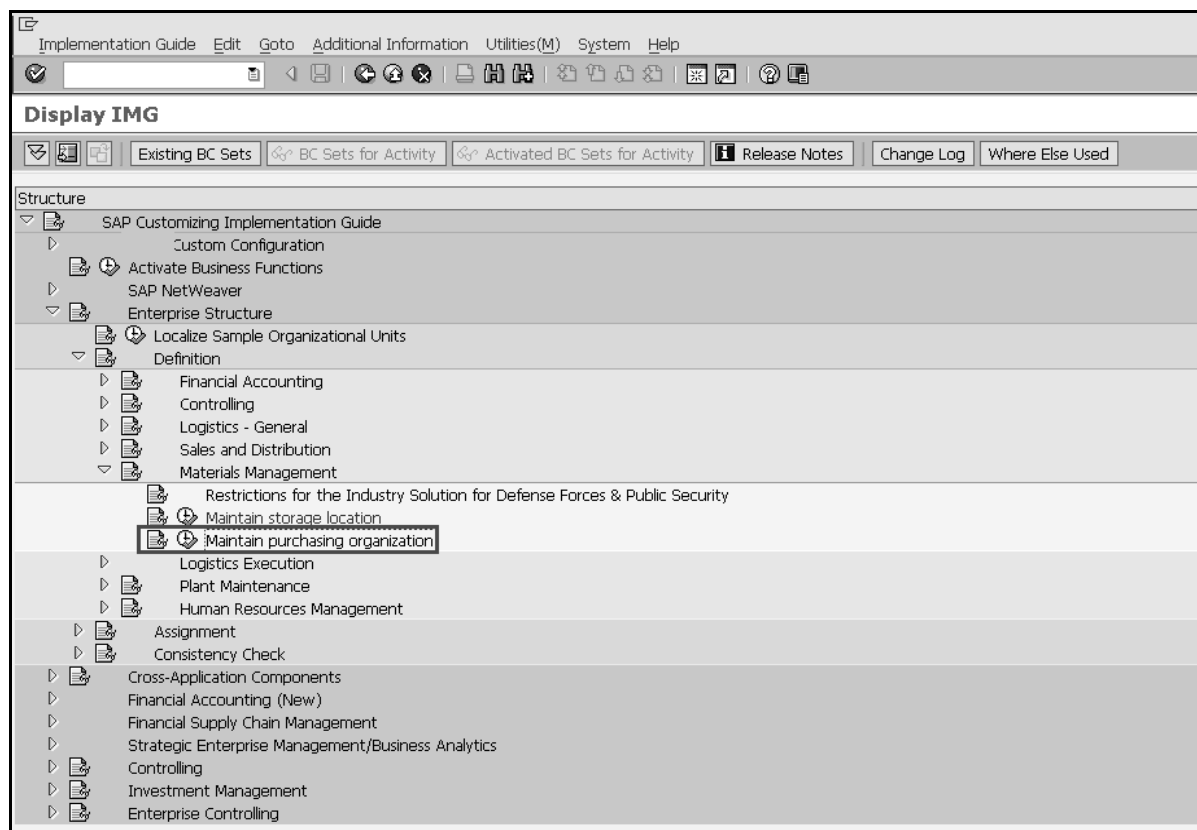 Implementation Guide Edit Goto Additional Information Utilities(M) System Help
Display IMG
Existing BC Sets BC Sets for Activity Activated BC Sets for Activity Release Notes Change Log Where Else Used
Structure
SAP Customizing Implementation Guide
Custom Configuration
Activate Business Functions
SAP NetWeaver
Enterprise Structure
Localize Sample Organizational Units
Definition
Financial Accounting
Controlling
Logistics - General
Sales and Distribution
Materials Management
Restrictions for the Industry Solution for Defense Forces & Public Security
Maintain storage location
Maintain purchasing organization
Logistics Execution
Plant Maintenance
Human Resources Management
Assignment
Consistency Check
Cross-Application Components
Financial Accounting (New)
Financial Supply Chain Management
Strategic Enterprise Management/Business Analytics
Controlling
Investment Management
Enterprise Controlling